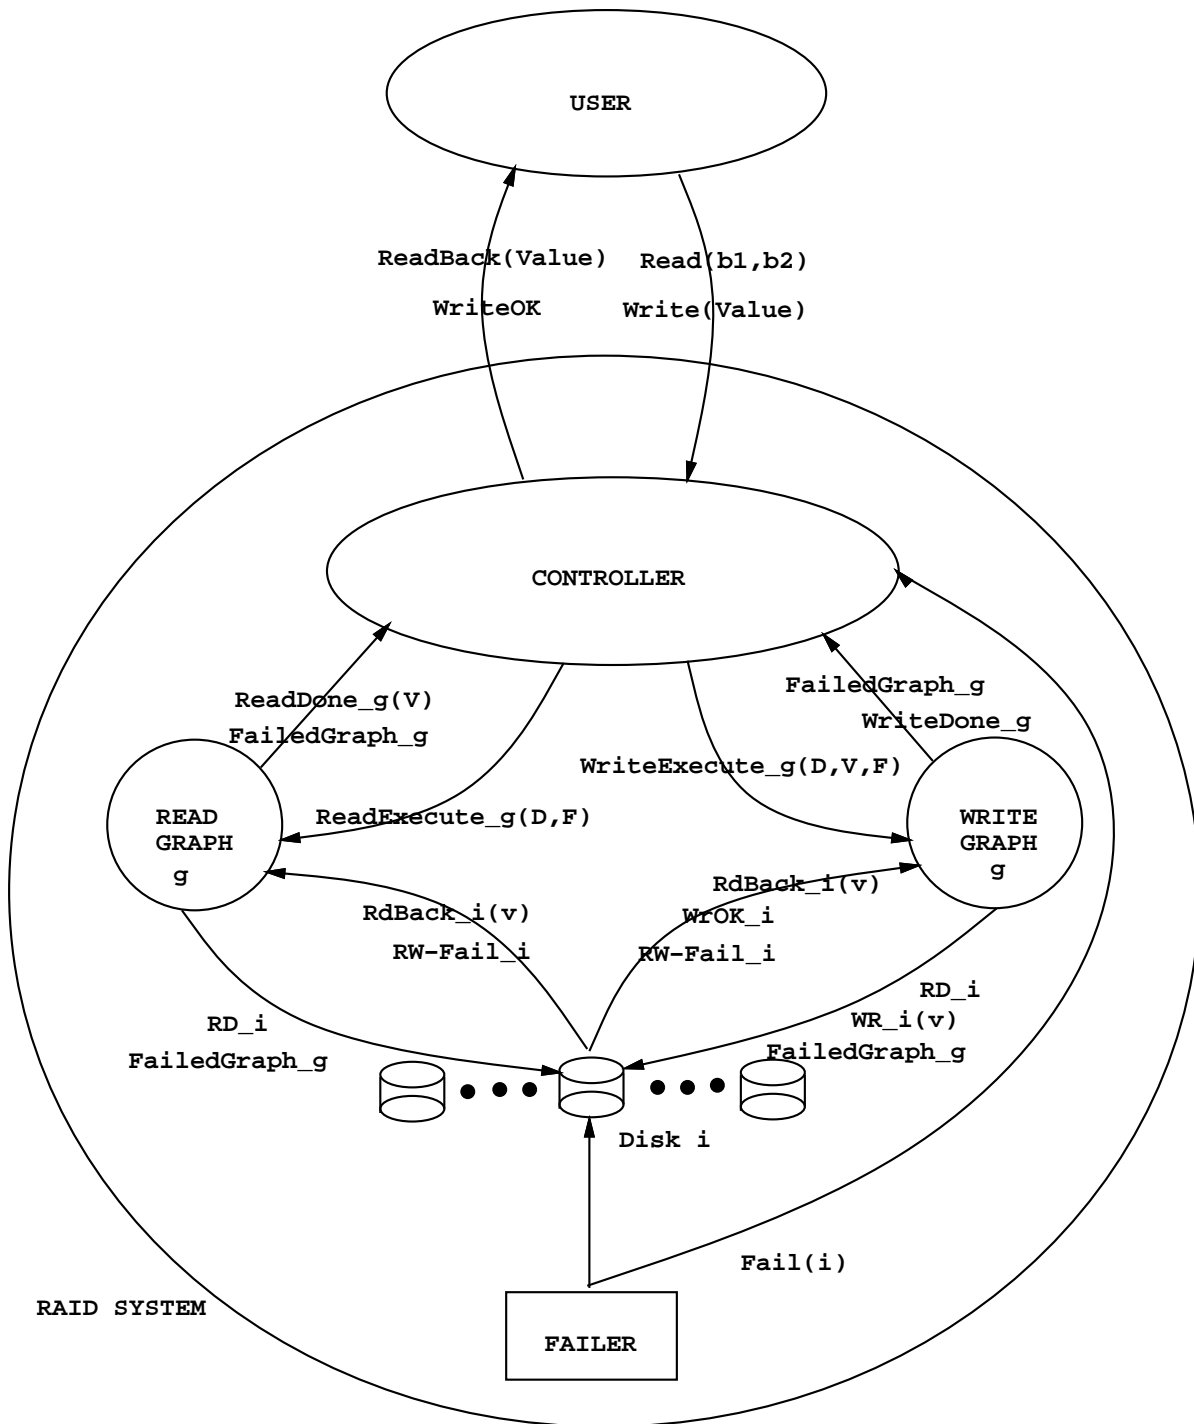 USER
ReadBack(Value)
Read(b1,b2)
WriteOK
Write(Value)
CONTROLLER
ReadDone_g(V)
FailedGraph_g
FailedGraph_g
WriteDone_g
WriteExecute_g(D,V,F)
ReadExecute_g(D,F)
READ
GRAPH
g
WRITE
GRAPH
g
RdBack_i(v)
RW-Fail_i
RdBack_i(v)
WrOK_i
RW-Fail_i
RD_i
FailedGraph_g
RD_i
WR_i(v)
FailedGraph_g
Disk i
Fail(i)
RAID SYSTEM
FAILER